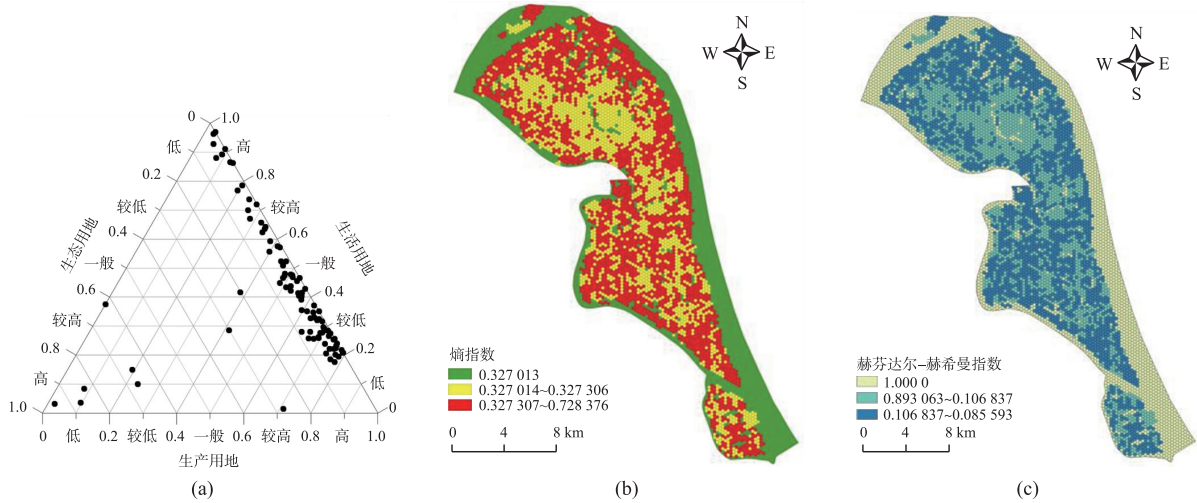 0
1.0
低
高
0.2
0.8
较低
较高
生态用地
生活用地
0.4
0.6
一般
一般
0.6
0.4
较高
较低
0.8
0.2
高
低
1.0
0
0
低
0.2
较低
0.4
一般
0.6
较高
0.8
高
1.0
生产用地
(a)
N
W
E
S
熵指数
0.327 013
0.327 014~0.327 306
0.327 307~0.728 376
0 4 8 km
(b)
N
W
E
S
赫芬达尔-赫希曼指数
1.000 0
0.893 063~0.106 837
0.106 837~0.085 593
0 4 8 km
(c)